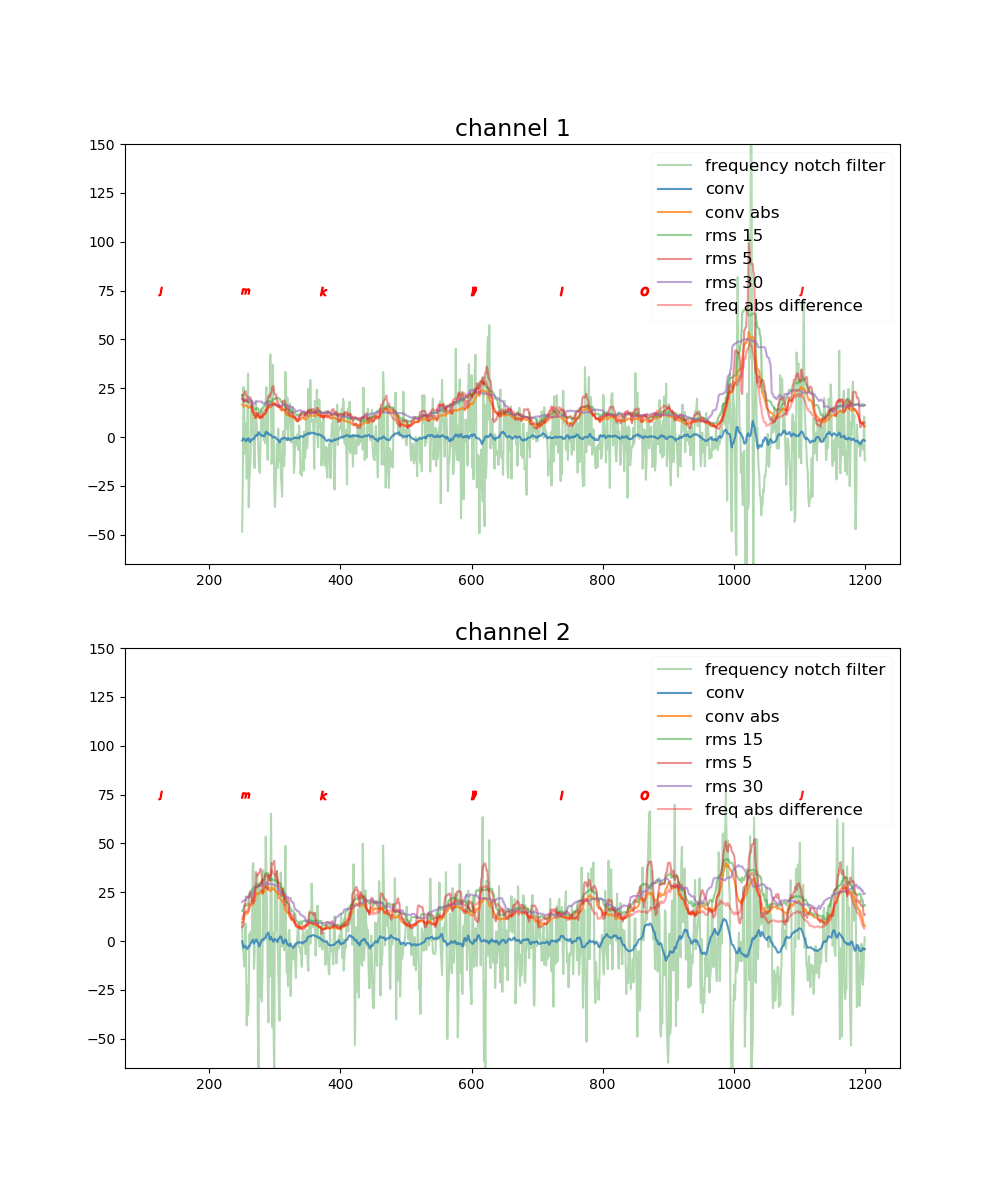 channel 1
150
125
100
75
50
25
0
−25
−50
frequency notch filter
conv
conv abs
rms 15
rms 5
rms 30
freq abs difference
J m k I O J
200 400 600 800 1000 1200
channel 2
150
125
100
75
50
25
0
−25
−50
frequency notch filter
conv
conv abs
rms 15
rms 5
rms 30
freq abs difference
J m k I O J
200 400 600 800 1000 1200